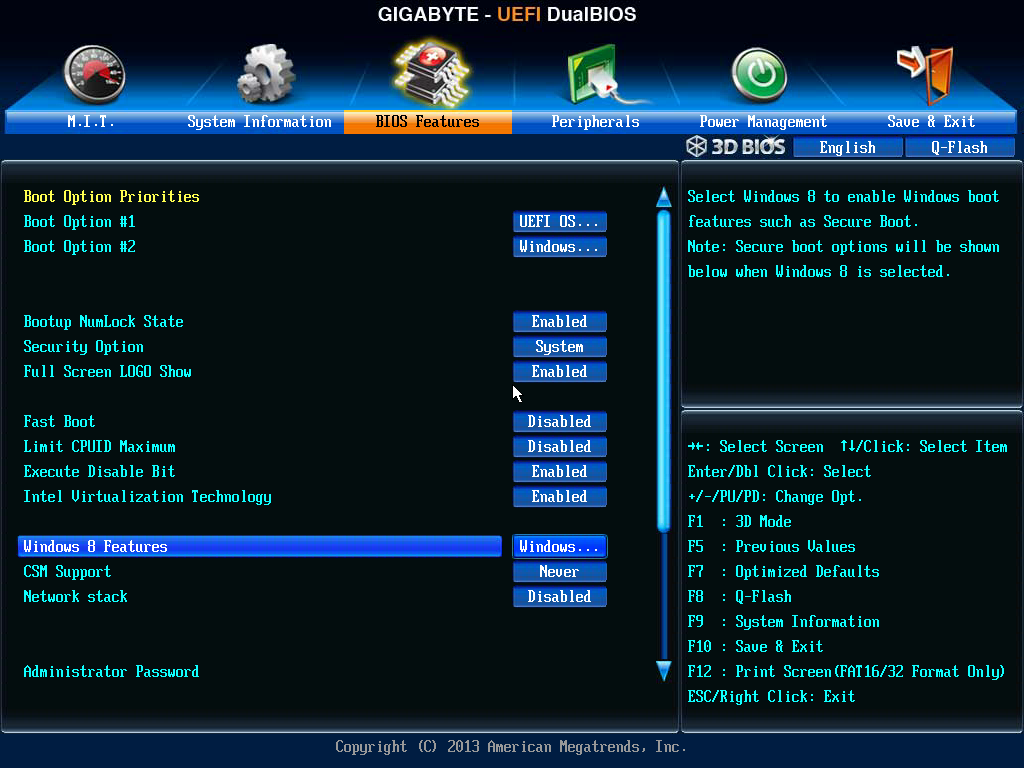 GIGABYTE - UEFI DualBIOS
M.I.T. System Information BIOS Features Peripherals Power Management Save & Exit
3D BIOS English Q-Flash
Boot Option Priorities
Boot Option #1 UEFI OS...
Boot Option #2 Windows...
Bootup NumLock State Enabled
Security Option System
Full Screen LOGO Show Enabled
Fast Boot Disabled
Limit CPUID Maximum Disabled
Execute Disable Bit Enabled
Intel Virtualization Technology Enabled
Windows 8 Features Windows...
CSM Support Never
Network stack Disabled
Administrator Password
Select Windows 8 to enable Windows boot
features such as Secure Boot.
Note: Secure boot options will be shown
below when Windows 8 is selected.
→←: Select Screen ↑↓/Click: Select Item
Enter/Dbl Click: Select
+/-/PU/PD: Change Opt.
F1 : 3D Mode
F5 : Previous Values
F7 : Optimized Defaults
F8 : Q-Flash
F9 : System Information
F10 : Save & Exit
F12 : Print Screen(FAT16/32 Format Only)
ESC/Right Click: Exit
Copyright (C) 2013 American Megatrends, Inc.